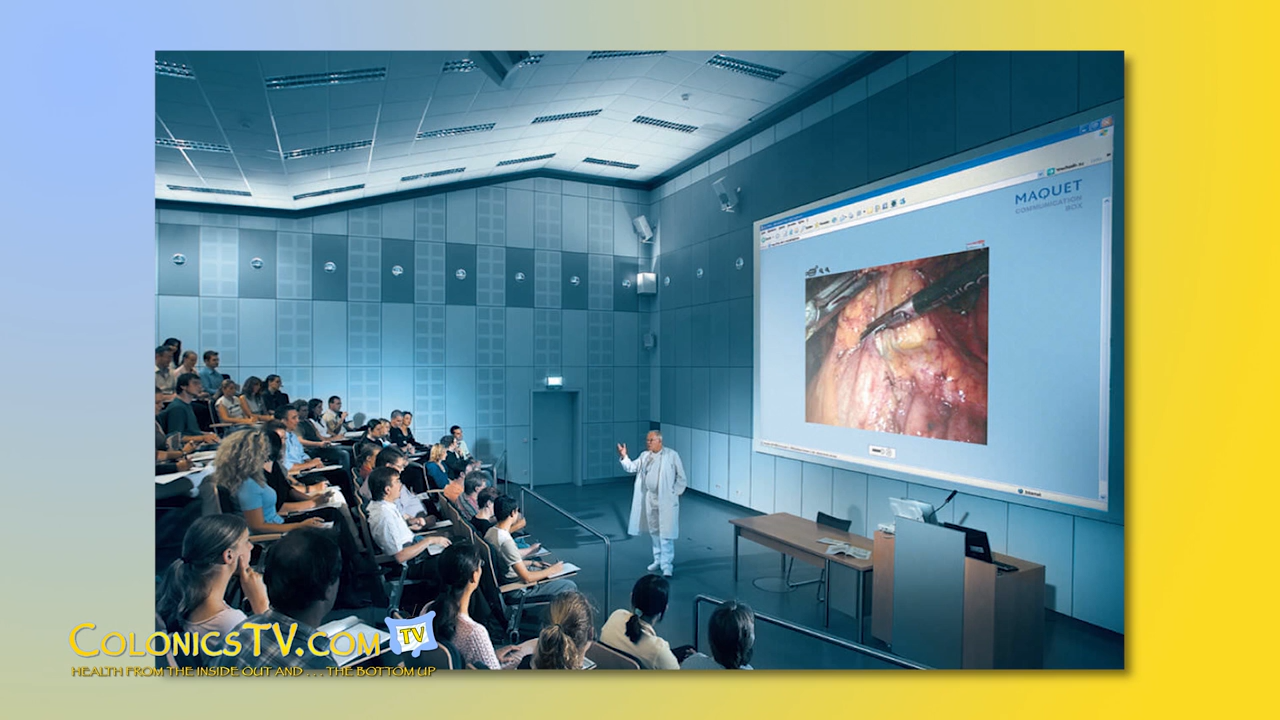 MAQUET
COMMUNICATION
BOX
COLONICSTV.COM
TV
HEALTH FROM THE INSIDE OUT AND . . . THE BOTTOM UP